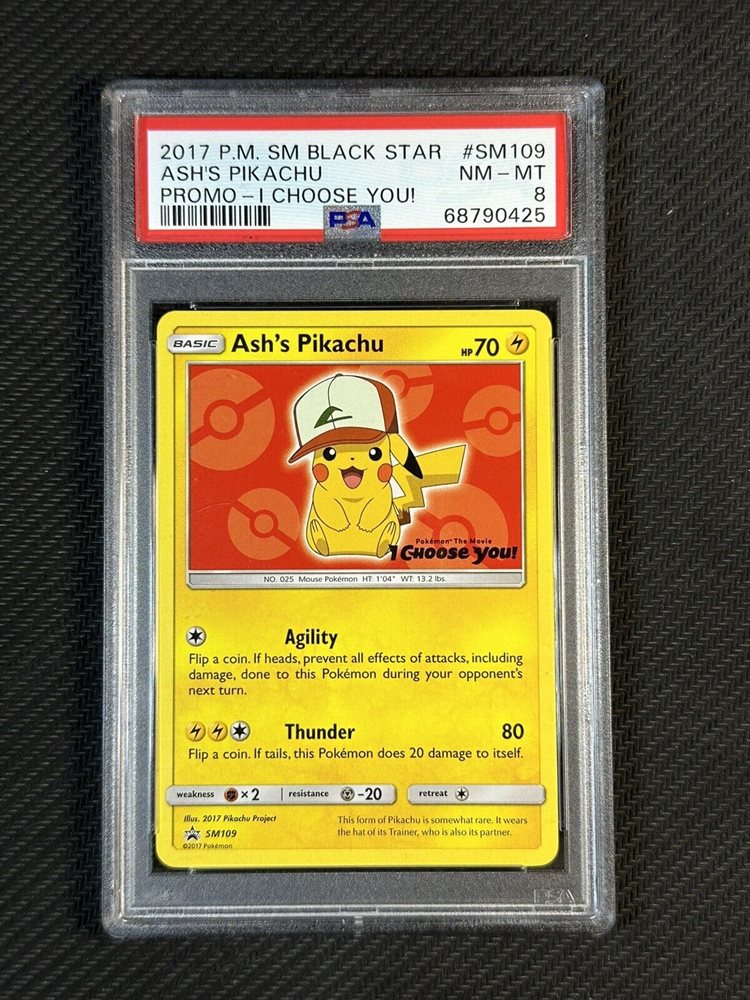 2017 P.M. SM BLACK STAR #SM109
ASH'S PIKACHU NM – MT
PROMO – I CHOOSE YOU! 8
PSA 68790425
BASIC Ash's Pikachu HP70
Pokémon The Movie
I CHOOSE YOU!
NO. 025 Mouse Pokémon HT: 1'04" WT: 13.2 lbs.
Agility
Flip a coin. If heads, prevent all effects of attacks, including
damage, done to this Pokémon during your opponent's
next turn.
Thunder 80
Flip a coin. If tails, this Pokémon does 20 damage to itself.
weakness × 2 resistance –20 retreat
Illus. 2017 Pikachu Project
SM109
©2017 Pokémon
This form of Pikachu is somewhat rare. It wears
the hat of its Trainer, who is also its partner.
PSA